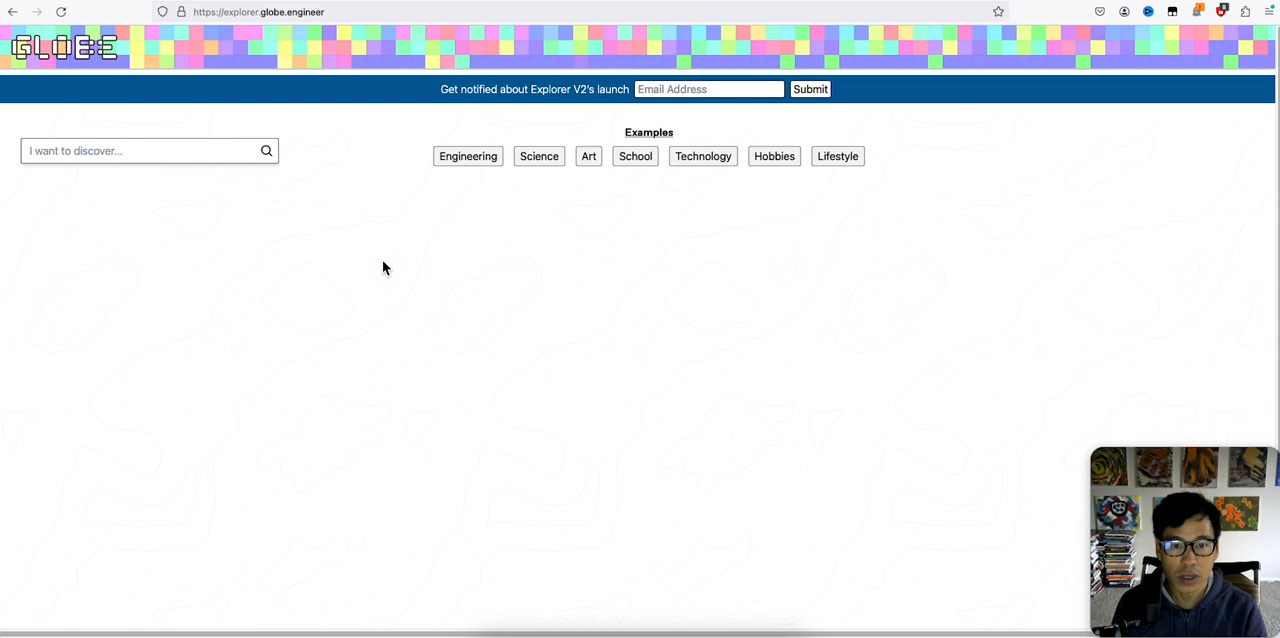 https://explorer.globe.engineer
GLOBE
Get notified about Explorer V2's launch Email Address Submit
Examples
I want to discover...
Engineering Science Art School Technology Hobbies Lifestyle